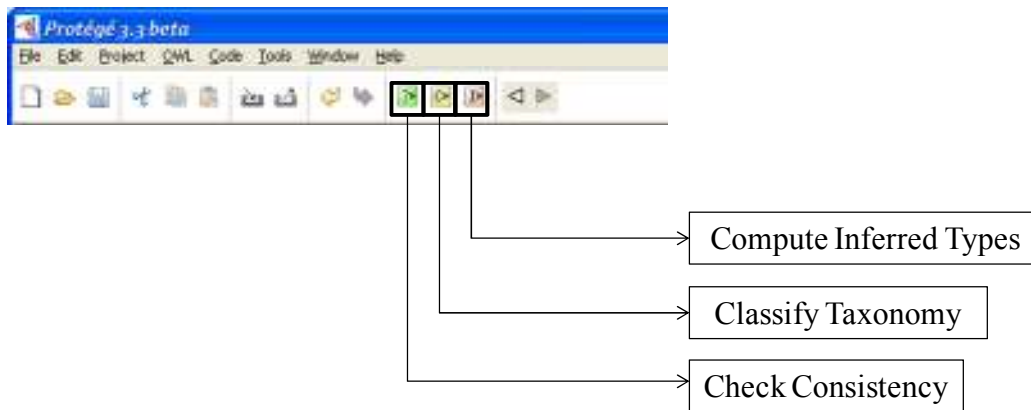 Protégé 3.3 beta
File Edit Project OWL Code Tools Window Help
Compute Inferred Types
Classify Taxonomy
Check Consistency